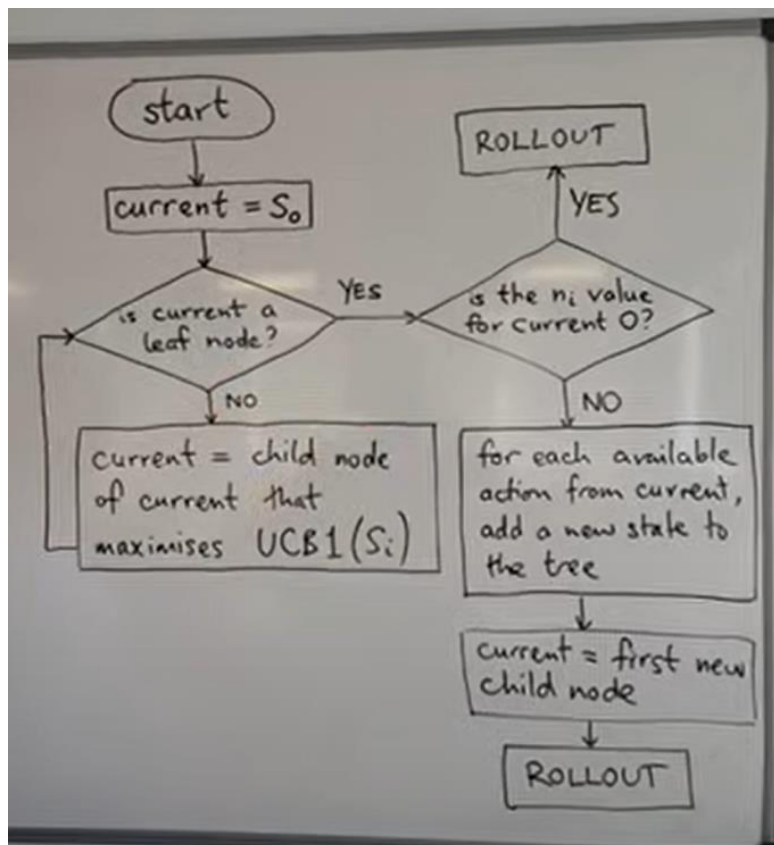 start
current = S₀
is current a
leaf node?
YES
NO
current = child node
of current that
maximises UCB1(Sᵢ)
ROLLOUT
YES
is the nᵢ value
for current 0?
NO
for each available
action from current,
add a new state to
the tree
current = first new
child node
ROLLOUT